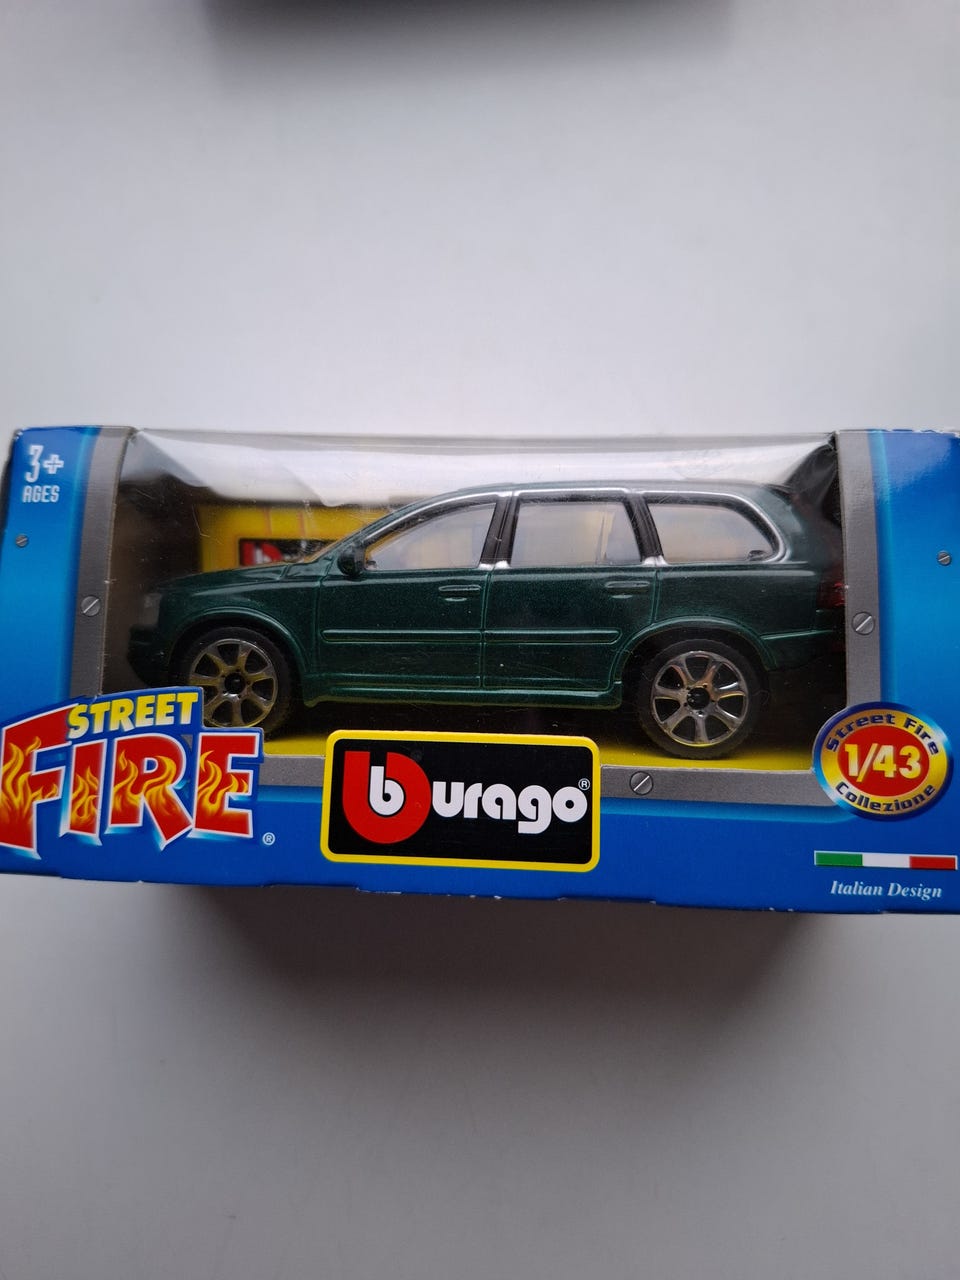 3+
AGES
STREET
FIRE®
burago®
Street Fire
1/43
Collezione
Italian Design